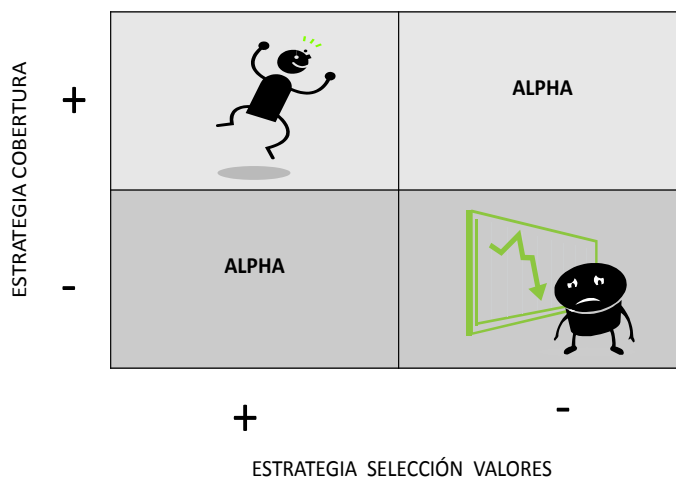 ESTRATEGIA COBERTURA
+
ALPHA
-
ALPHA
+
-
ESTRATEGIA SELECCIÓN VALORES